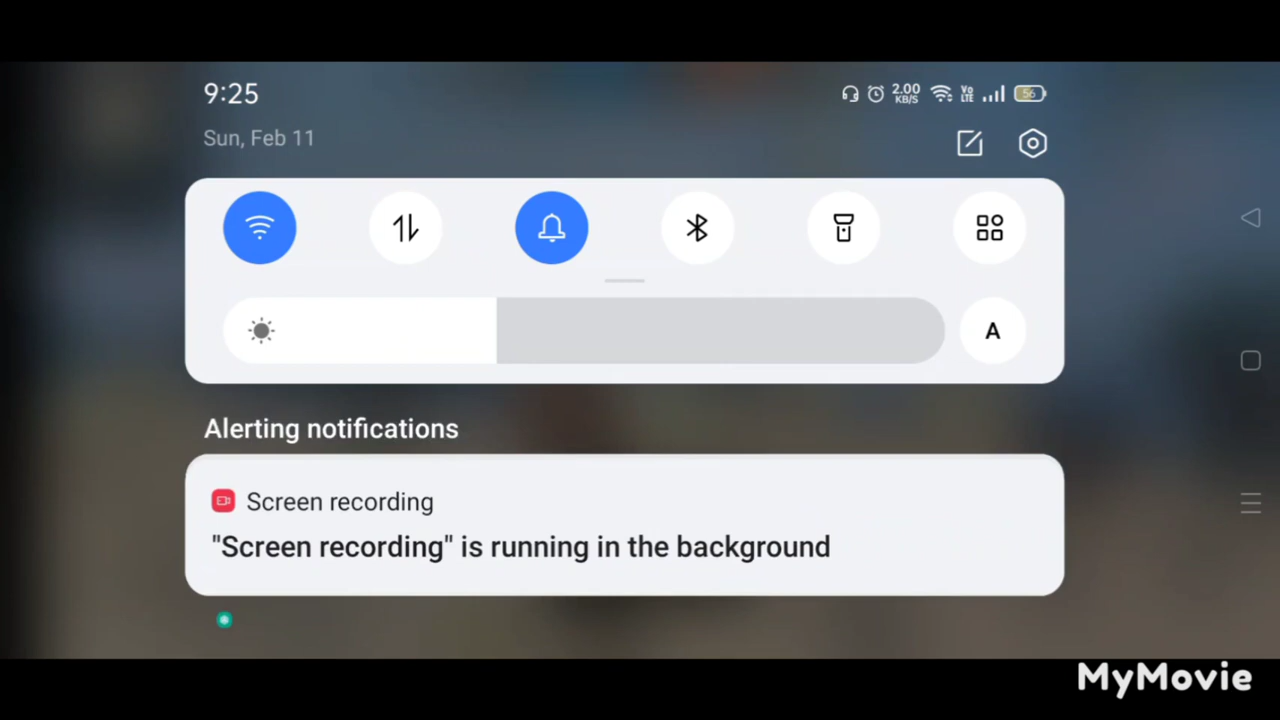 9:25 2.00 KB/S Vo LTE 56
Sun, Feb 11
A
Alerting notifications
Screen recording
"Screen recording" is running in the background
MyMovie